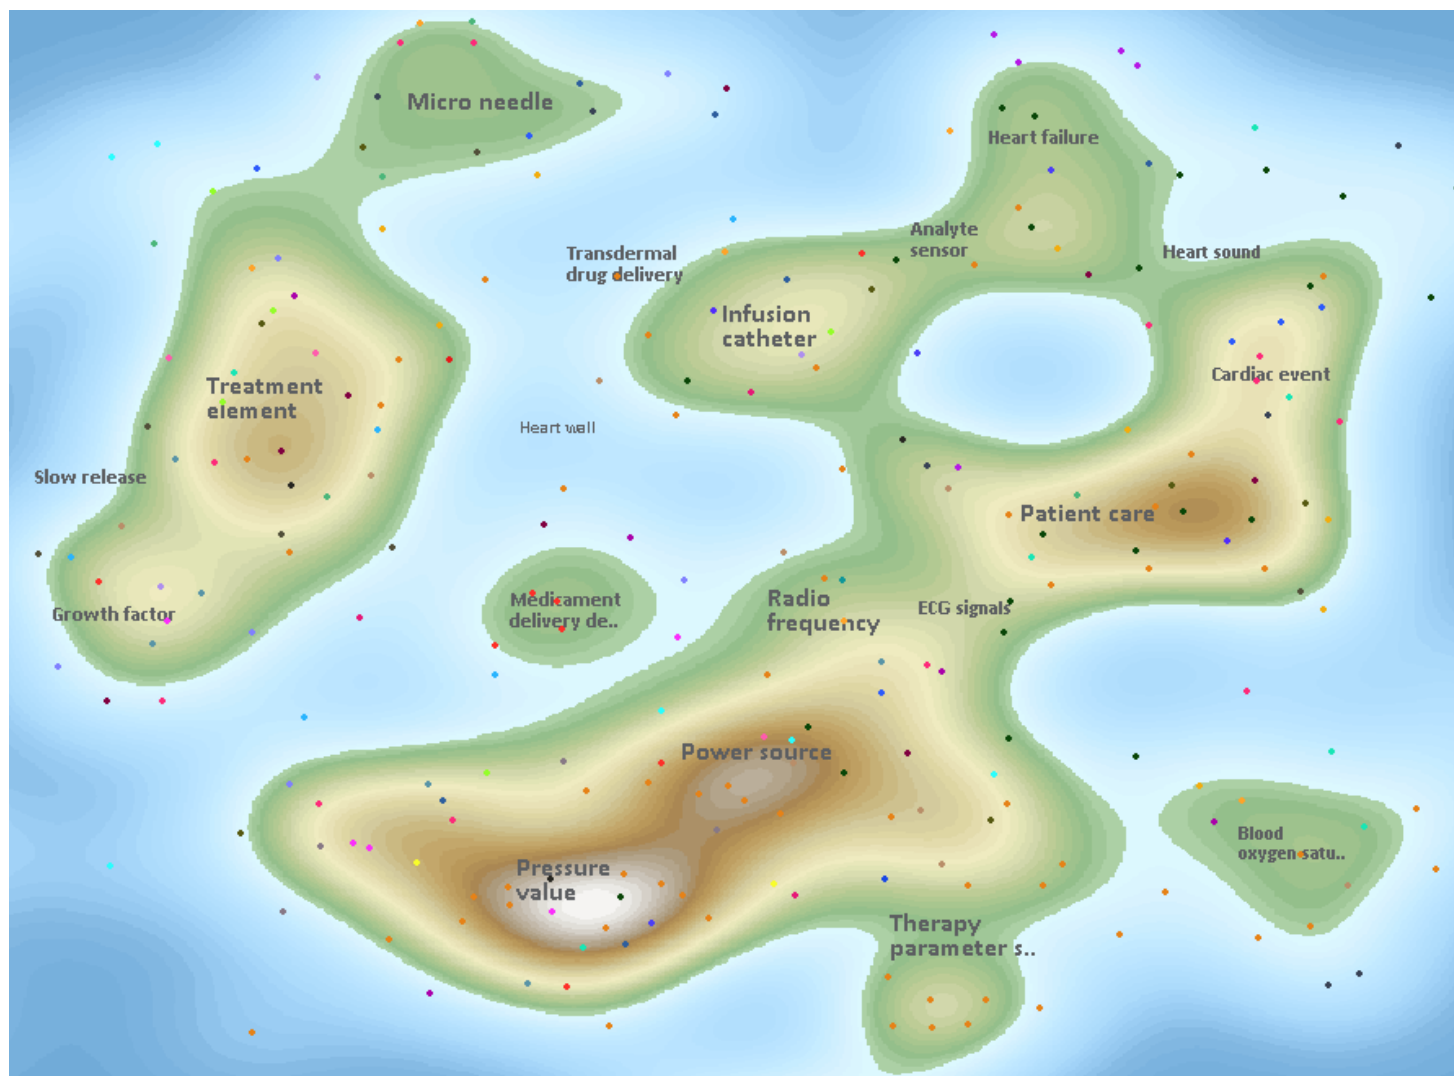 Micro needle
Heart failure
Analyte
sensor
Transdermal
drug delivery
Heart sound
Infusion
catheter
Treatment
element
Cardiac event
Heart wall
Slow release
Patient care
Growth factor
Medicament
delivery de..
Radio
frequency
ECG signals
Power source
Blood
oxygen satu..
Pressure
value
Therapy
parameter s..